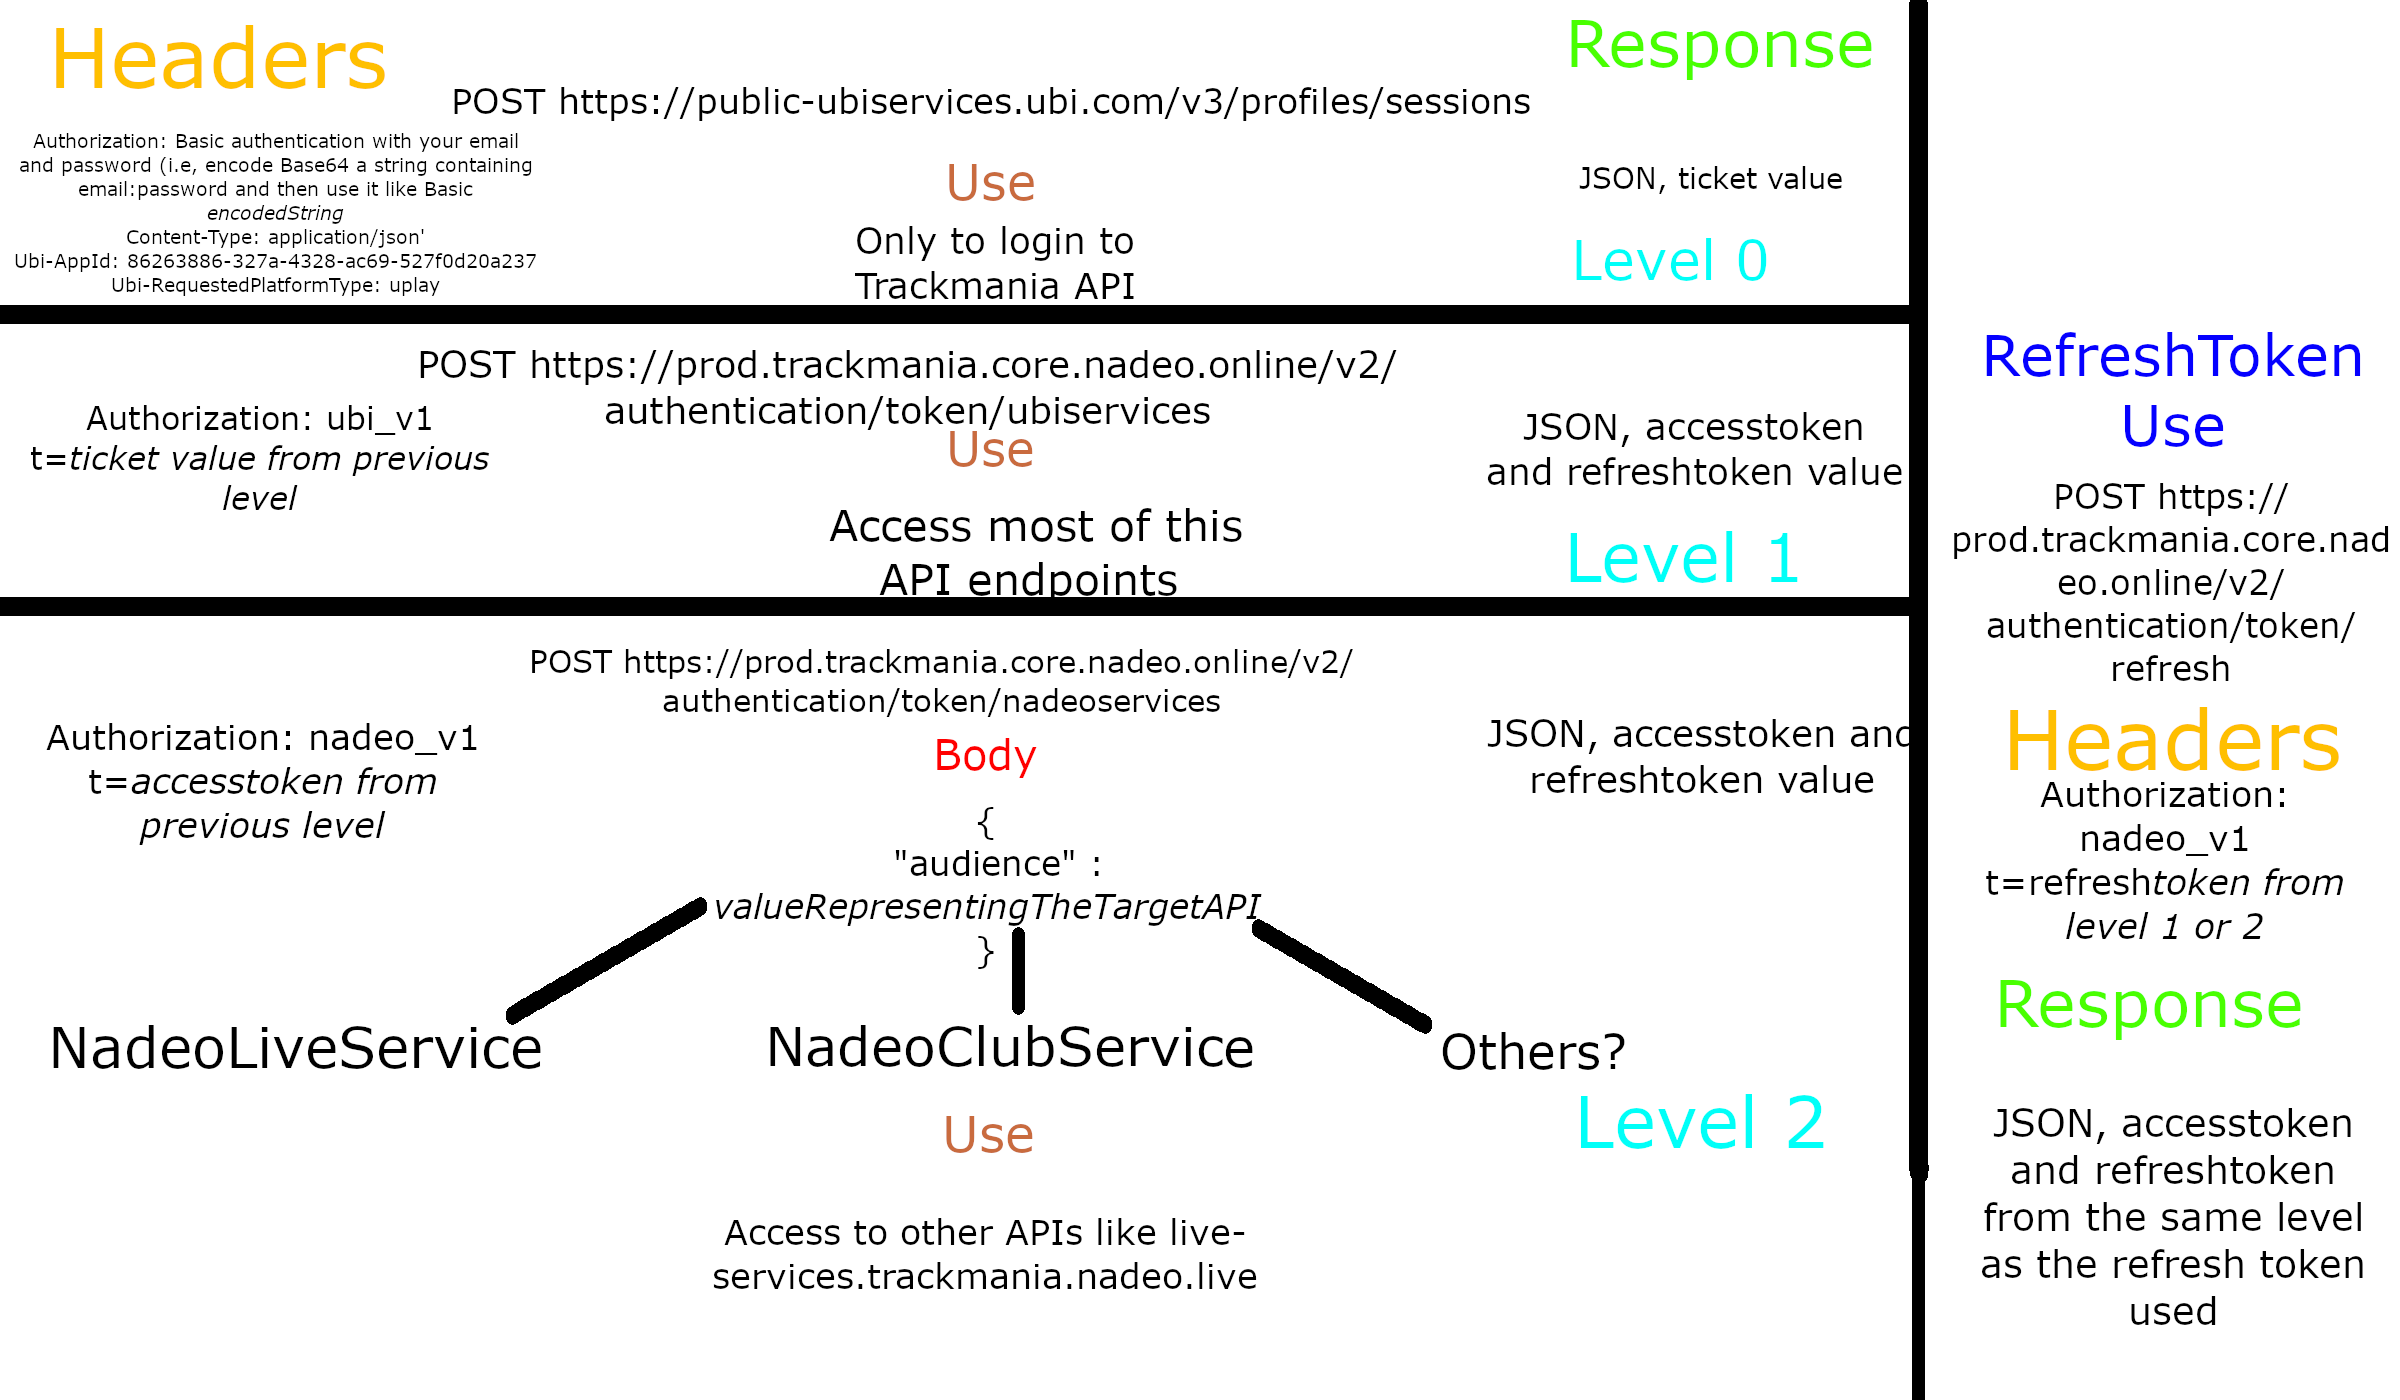 Headers
Authorization: Basic authentication with your email
and password (i.e, encode Base64 a string containing
email:password and then use it like Basic
encodedString
Content-Type: application/json'
Ubi-AppId: 86263886-327a-4328-ac69-527f0d20a237
Ubi-RequestedPlatformType: uplay
POST https://public-ubiservices.ubi.com/v3/profiles/sessions
Use
Only to login to
Trackmania API
Response
JSON, ticket value
Level 0
Authorization: ubi_v1
t=ticket value from previous
level
POST https://prod.trackmania.core.nadeo.online/v2/
authentication/token/ubiservices
Use
Access most of this
API endpoints
JSON, accesstoken
and refreshtoken value
Level 1
Authorization: nadeo_v1
t=accesstoken from
previous level
POST https://prod.trackmania.core.nadeo.online/v2/
authentication/token/nadeoservices
Body
{
"audience" :
valueRepresentingTheTargetAPI
}
NadeoLiveService
NadeoClubService
Others?
Use
Access to other APIs like live-
services.trackmania.nadeo.live
JSON, accesstoken and
refreshtoken value
Level 2
RefreshToken
Use
POST https://
prod.trackmania.core.nad
eo.online/v2/
authentication/token/
refresh
Headers
Authorization:
nadeo_v1
t=refreshtoken from
level 1 or 2
Response
JSON, accesstoken
and refreshtoken
from the same level
as the refresh token
used